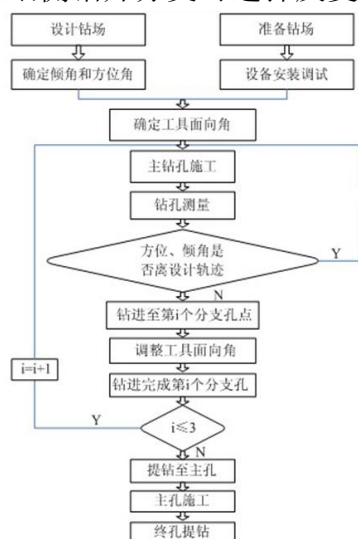 设计钻场
准备钻场
确定倾角和方位角
设备安装调试
确定工具面向角
主钻孔施工
钻孔测量
方位、倾角是
否离设计轨迹
Y
N
钻进至第i个分支孔点
调整工具面向角
i=i+1
钻进完成第i个分支孔
Y
i≤3
N
提钻至主孔
主孔施工
终孔提钻